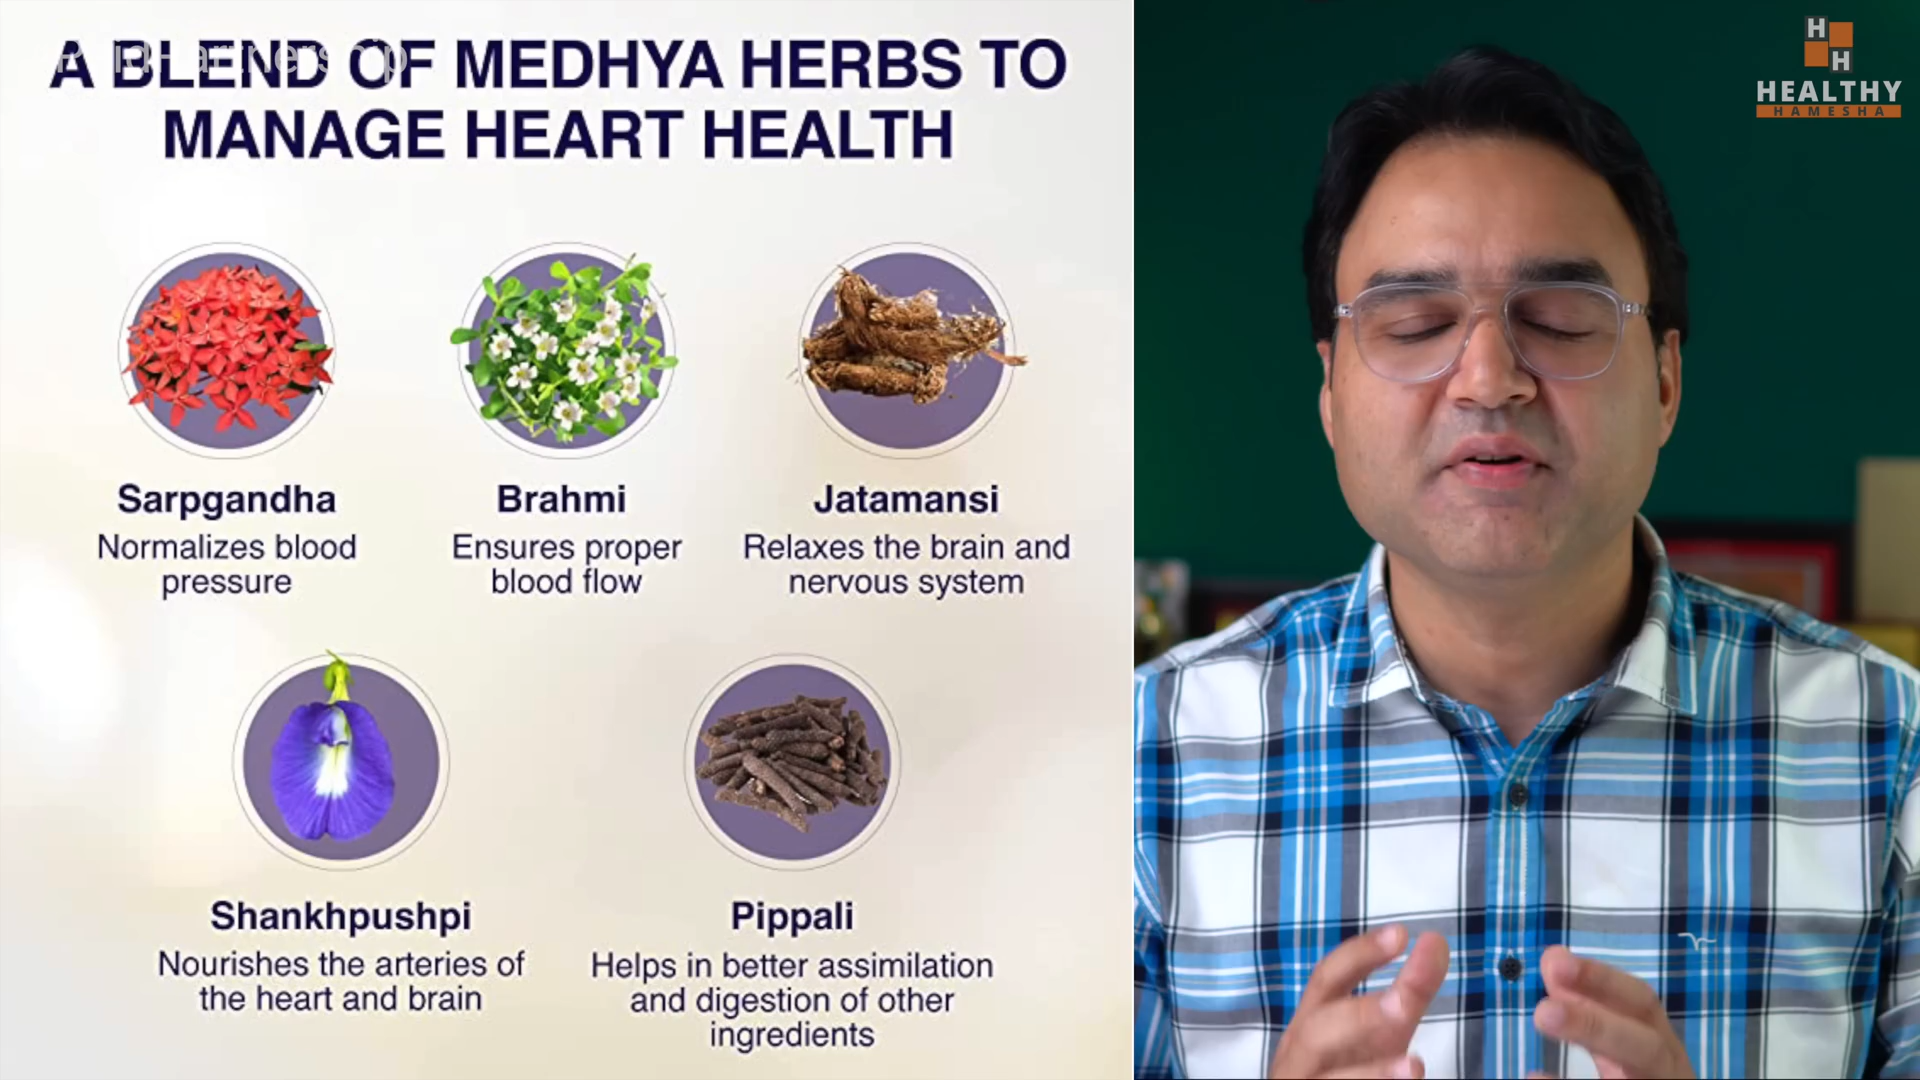 A BLEND OF MEDHYA HERBS TO
MANAGE HEART HEALTH
Sarpgandha
Normalizes blood
pressure
Brahmi
Ensures proper
blood flow
Jatamansi
Relaxes the brain and
nervous system
Shankhpushpi
Nourishes the arteries of
the heart and brain
Pippali
Helps in better assimilation
and digestion of other
ingredients
H
H
HEALTHY
HAMESHA